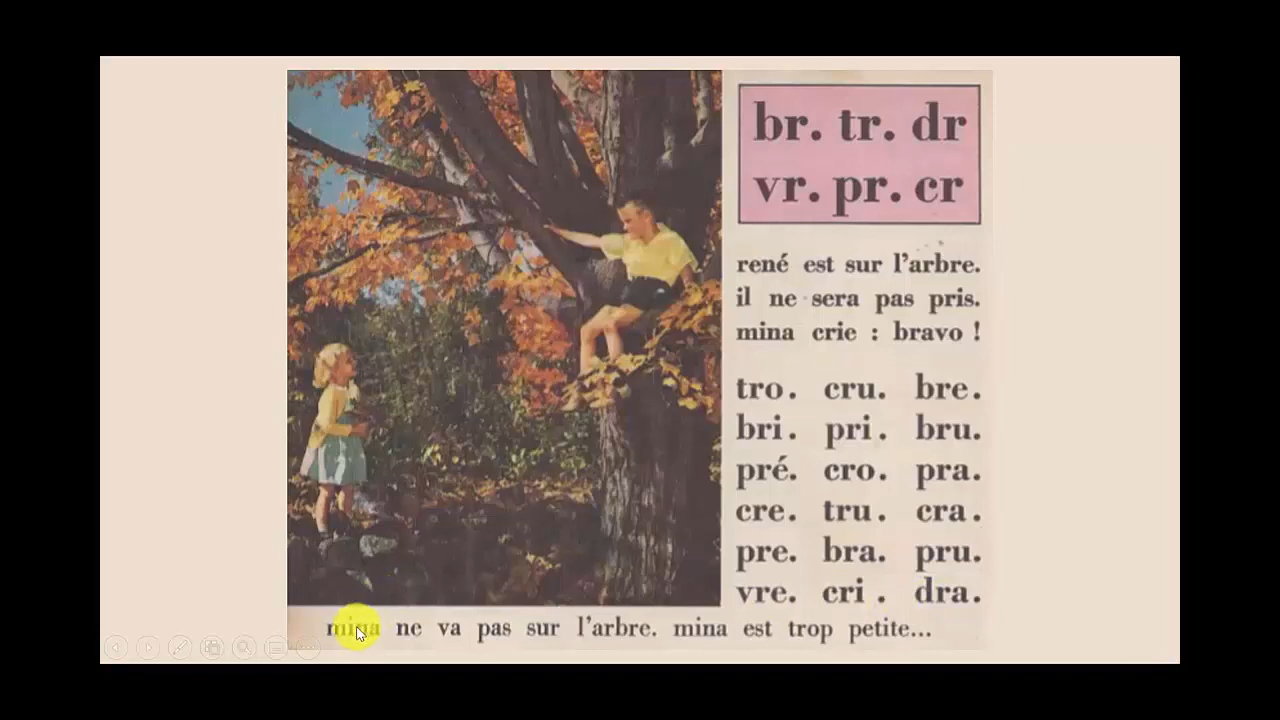 br. tr. dr
vr. pr. cr
rené est sur l'arbre.
il ne sera pas pris.
mina crie : bravo !
tro. cru. bre.
bri. pri. bru.
pré. cro. pra.
cre. tru. cra.
pre. bra. pru.
vre. cri. dra.
mina ne va pas sur l'arbre. mina est trop petite...